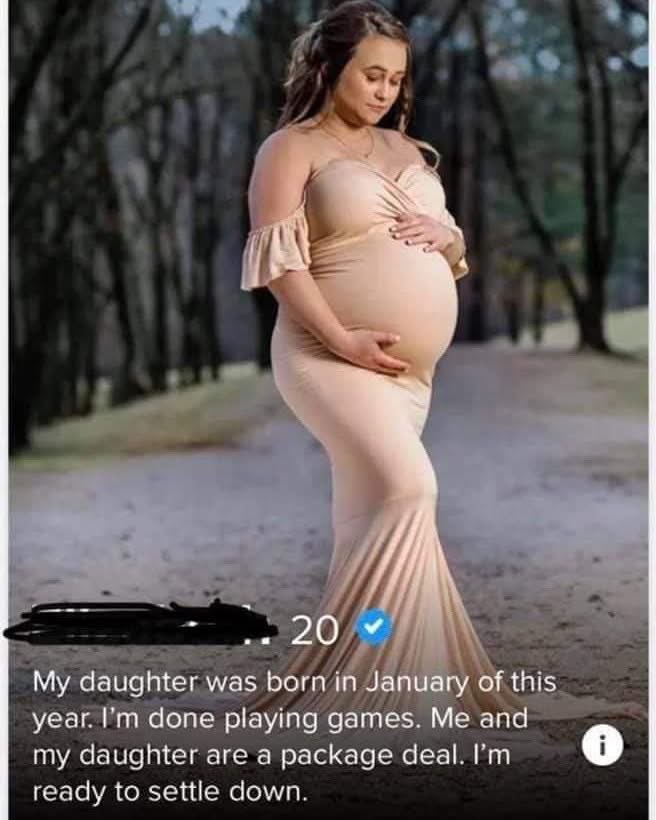 20
My daughter was born in January of this
year. I'm done playing games. Me and
my daughter are a package deal. I'm
ready to settle down.
i